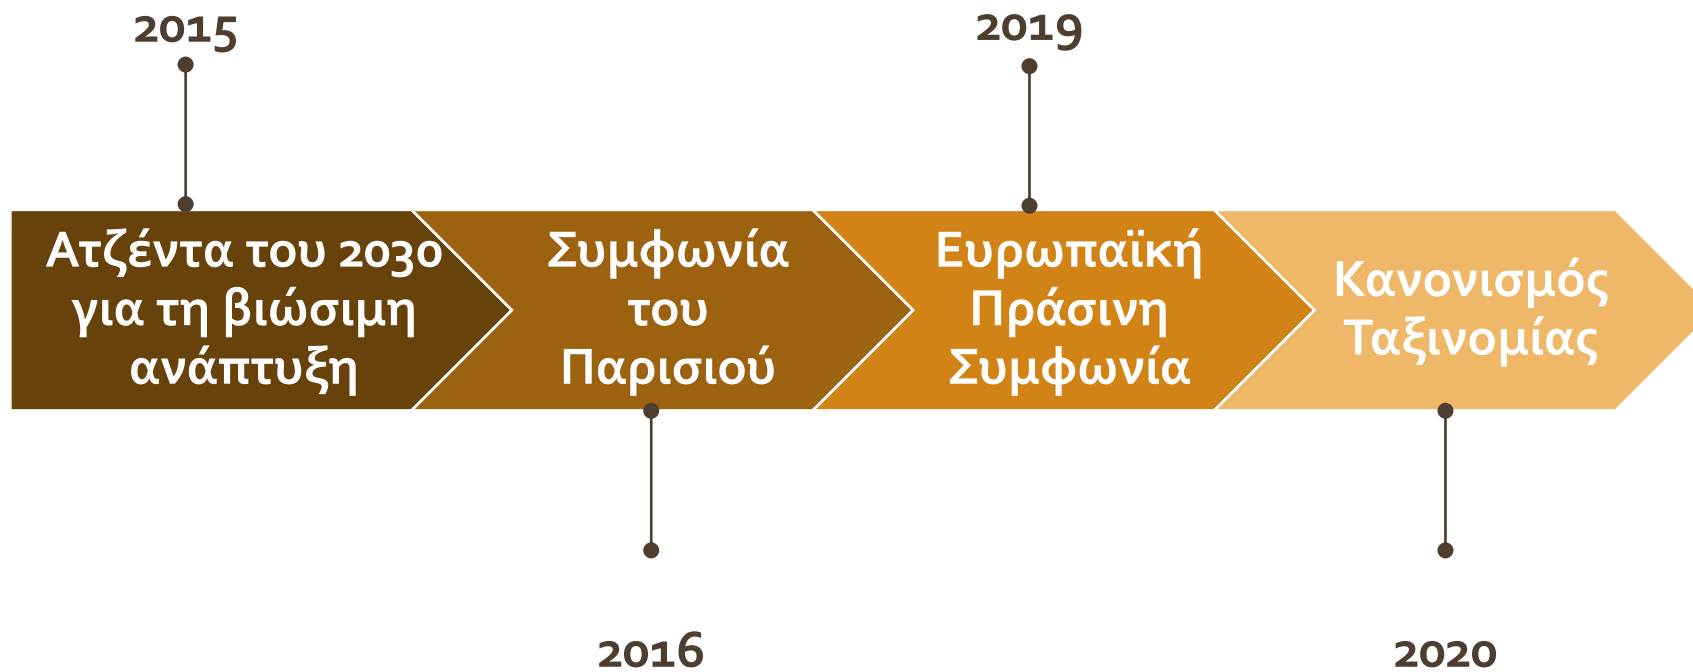 2015
2019
Ατζέντα του 2030
για τη βιώσιμη
ανάπτυξη
Συμφωνία
του
Παρισιού
Ευρωπαϊκή
Πράσινη
Συμφωνία
Κανονισμός
Ταξινομίας
2016
2020